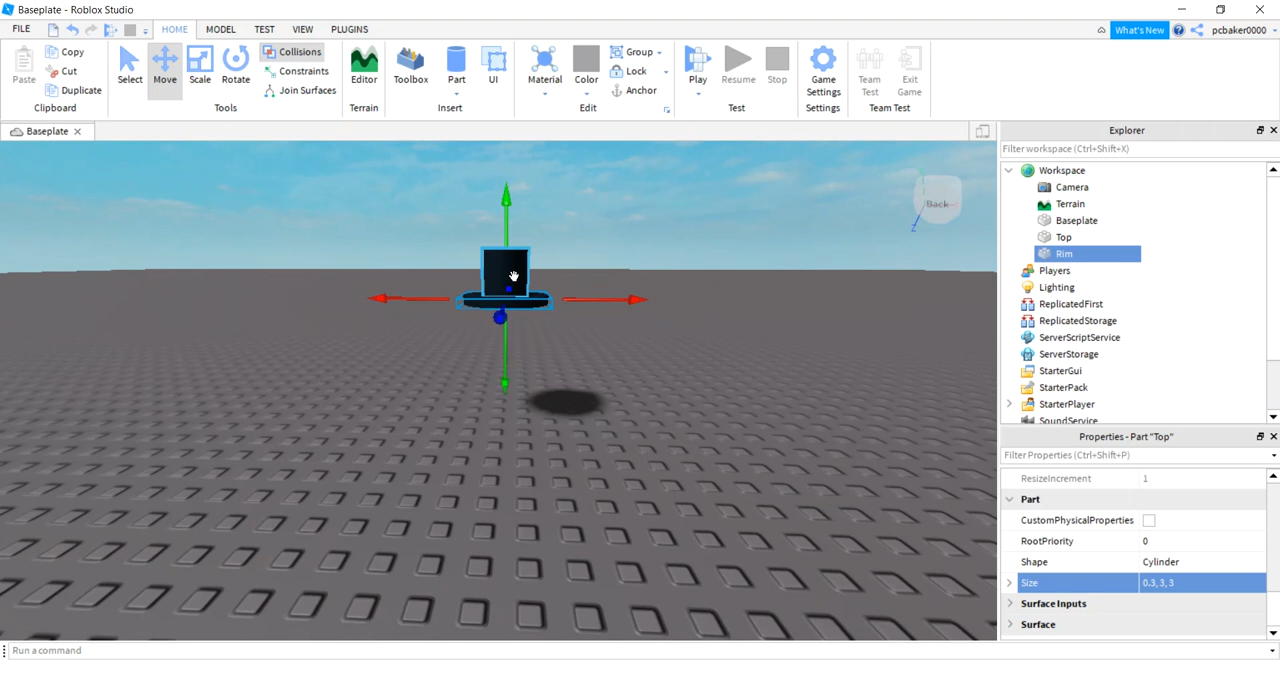 Baseplate - Roblox Studio
FILE HOME MODEL TEST VIEW PLUGINS What's New pcbaker0000
Paste Copy Cut Duplicate Clipboard
Select Move Scale Rotate Collisions Constraints Join Surfaces Tools
Editor Terrain
Toolbox Part UI Insert
Material Color Group Lock Anchor Edit
Play Resume Stop Test
Game Settings Settings
Team Test Exit Game Team Test
Baseplate
Back
Explorer
Filter workspace (Ctrl+Shift+X)
Workspace
Camera
Terrain
Baseplate
Top
Rim
Players
Lighting
ReplicatedFirst
ReplicatedStorage
ServerScriptService
ServerStorage
StarterGui
StarterPack
StarterPlayer
SoundService
Properties - Part "Top"
Filter Properties (Ctrl+Shift+P)
ResizeIncrement 1
Part
CustomPhysicalProperties
RootPriority 0
Shape Cylinder
Size 0.3, 3, 3
Surface Inputs
Surface
Z
Run a command